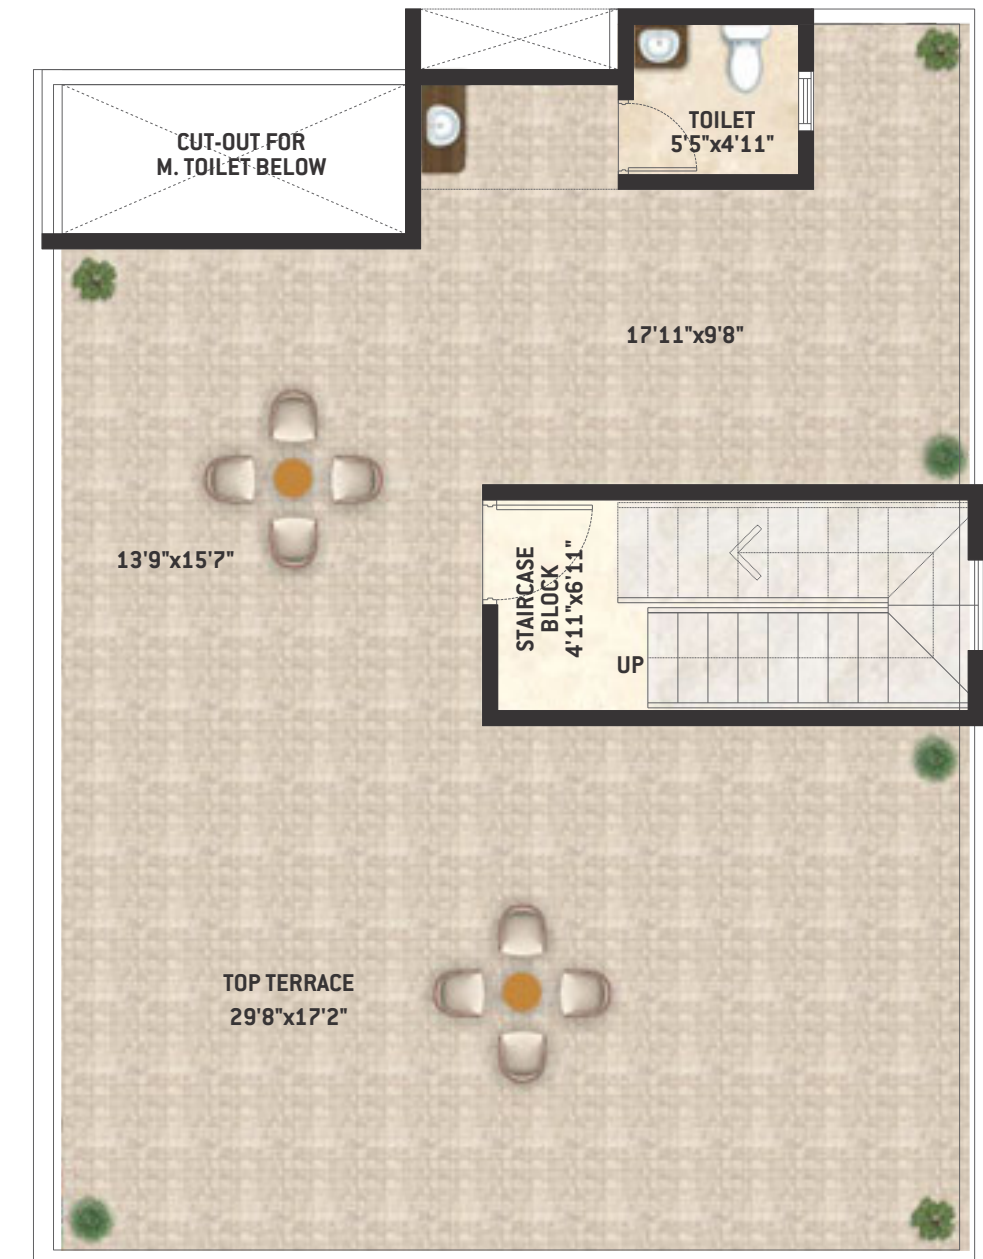 CUT-OUT FOR
M. TOILET BELOW
TOILET
5'5"x4'11"
17'11"x9'8"
13'9"x15'7"
STAIRCASE
BLOCK
4'11"x6'11"
UP
TOP TERRACE
29'8"x17'2"